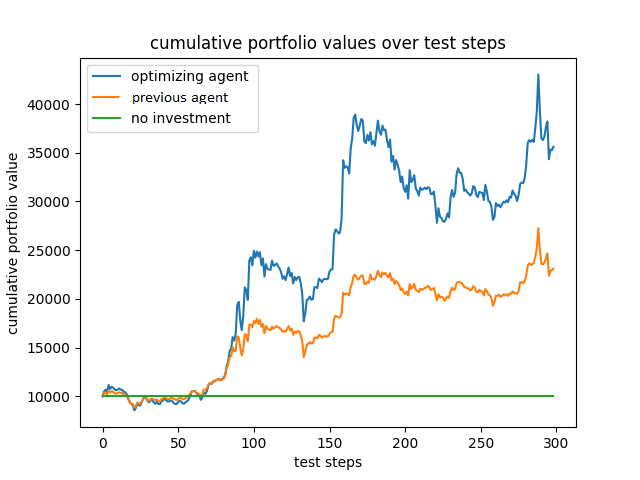 cumulative portfolio values over test steps
optimizing agent
previous agent
no investment
cumulative portfolio value
40000
35000
30000
25000
20000
15000
10000
0 50 100 150 200 250 300
test steps